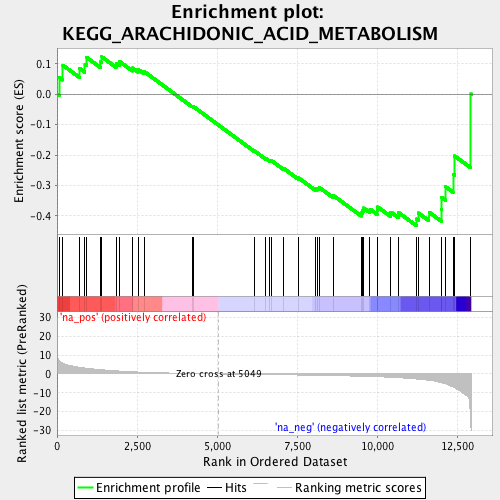 Enrichment plot:
KEGG_ARACHIDONIC_ACID_METABOLISM
Enrichment score (ES)
0.1
0.0
-0.1
-0.2
-0.3
-0.4
'na_pos' (positively correlated)
Ranked list metric (PreRanked)
30
20
10
0
-10
-20
-30
Zero cross at 5049
'na_neg' (negatively correlated)
0
2,500
5,000
7,500
10,000
12,500
Rank in Ordered Dataset
Enrichment profile
Hits
Ranking metric scores